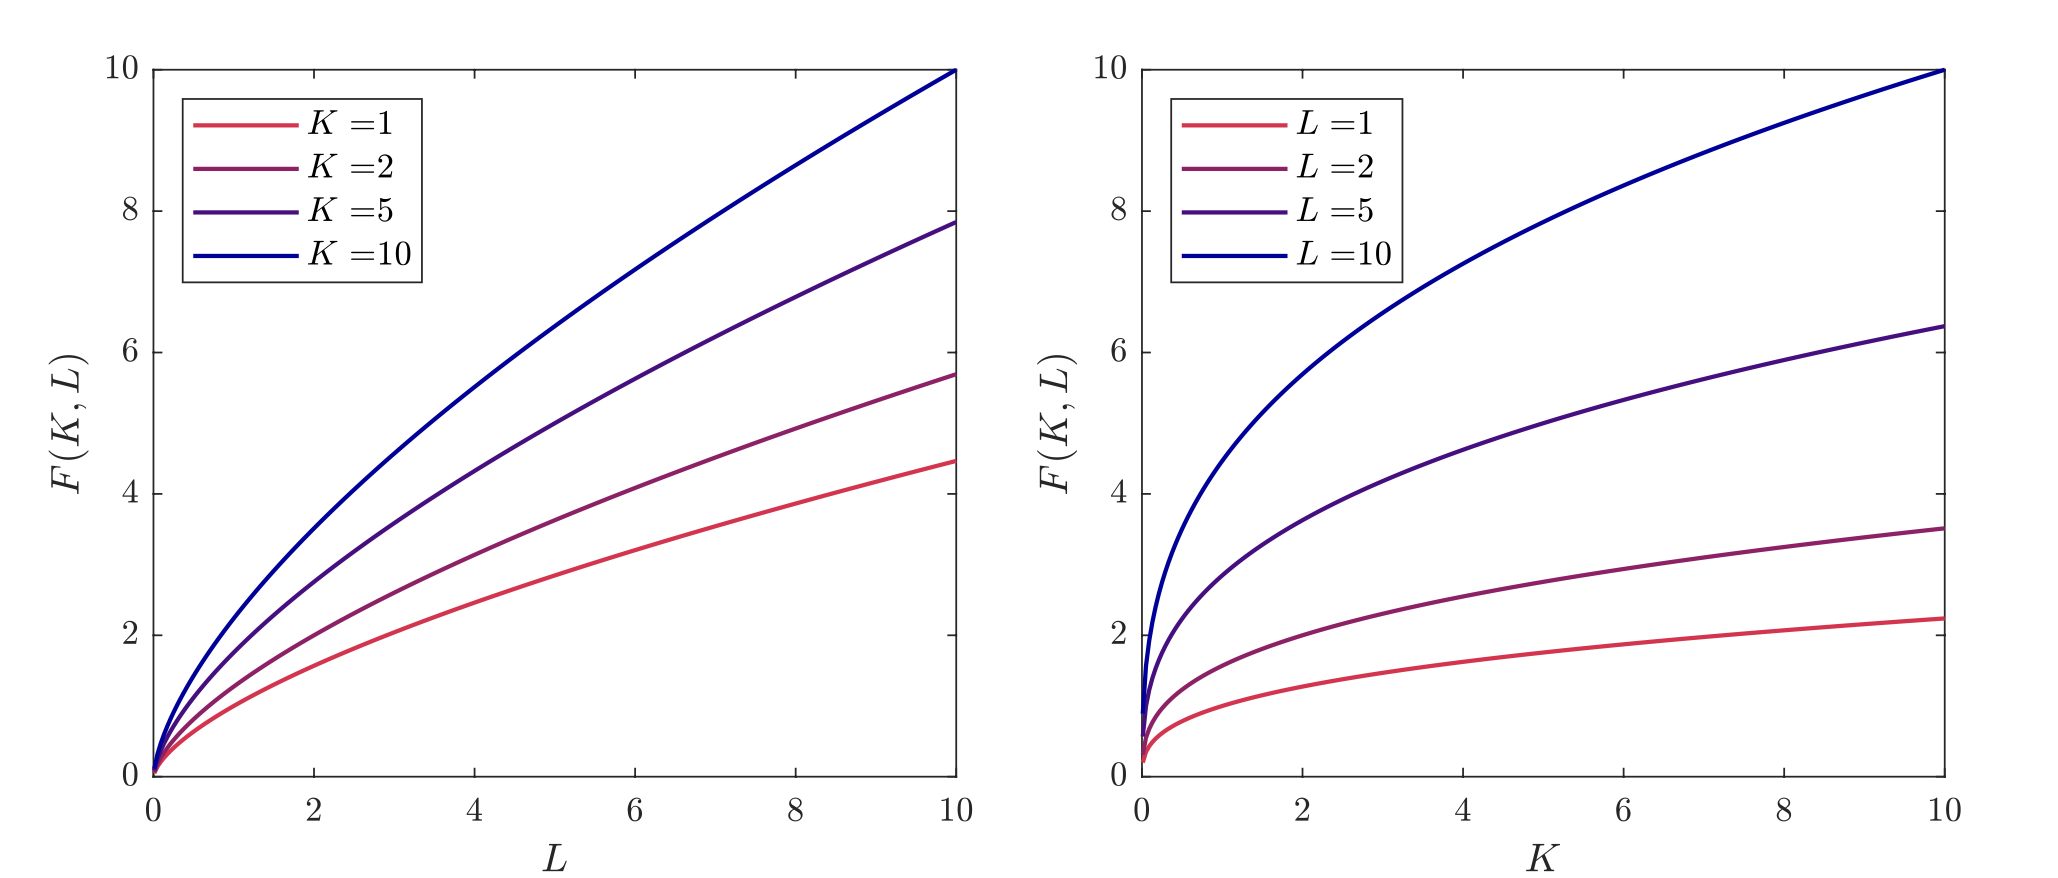 10
8
6
4
2
0
F(K, L)
K =1
K =2
K =5
K =10
0 2 4 6 8 10
L
10
8
6
4
2
0
F(K, L)
L =1
L =2
L =5
L =10
0 2 4 6 8 10
K